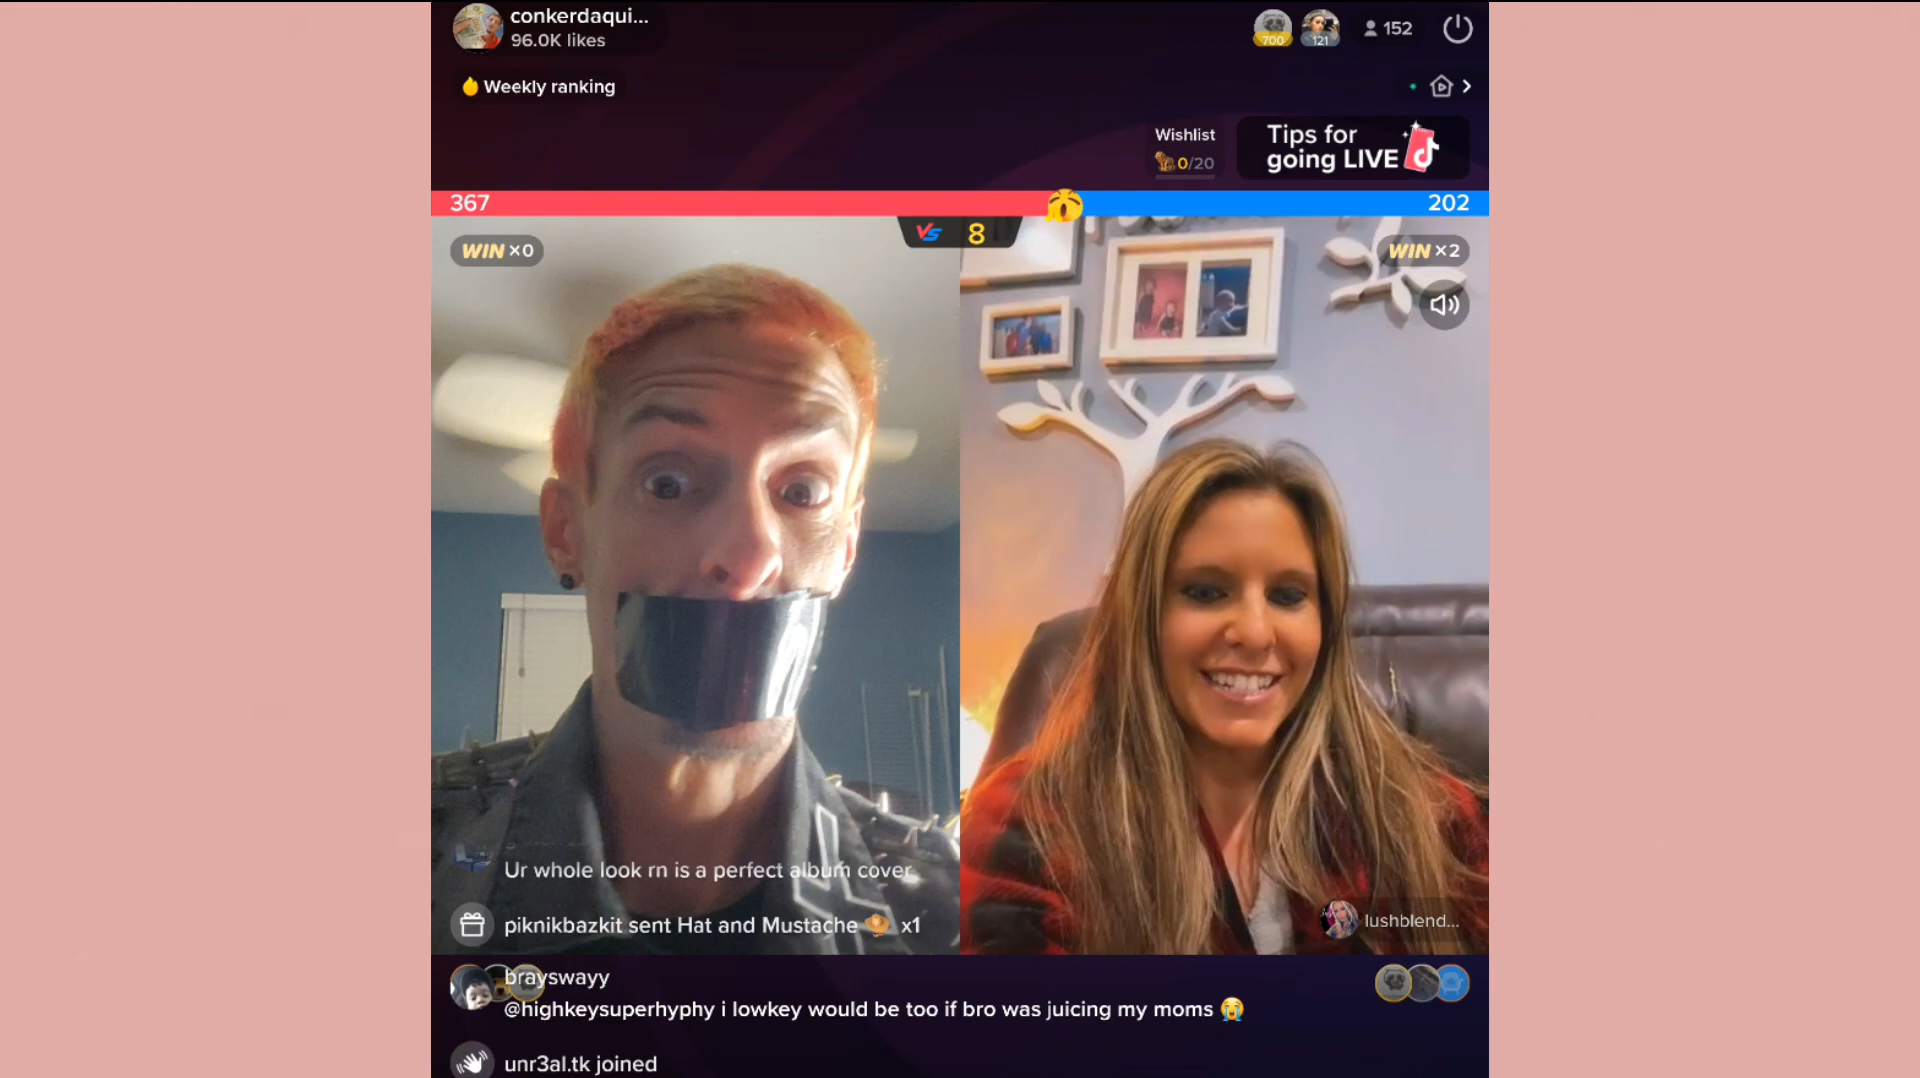 conkerdaqui...
96.0K likes
700
121
152
Weekly ranking
Wishlist
0/20
Tips for
going LIVE
367
202
VS 8
WIN ×0
WIN ×2
Ur whole look rn is a perfect album cover
piknikbazkit sent Hat and Mustache x1
lushblend...
brayswayy
@highkeysuperhyphy i lowkey would be too if bro was juicing my moms 😭
unr3al.tk joined